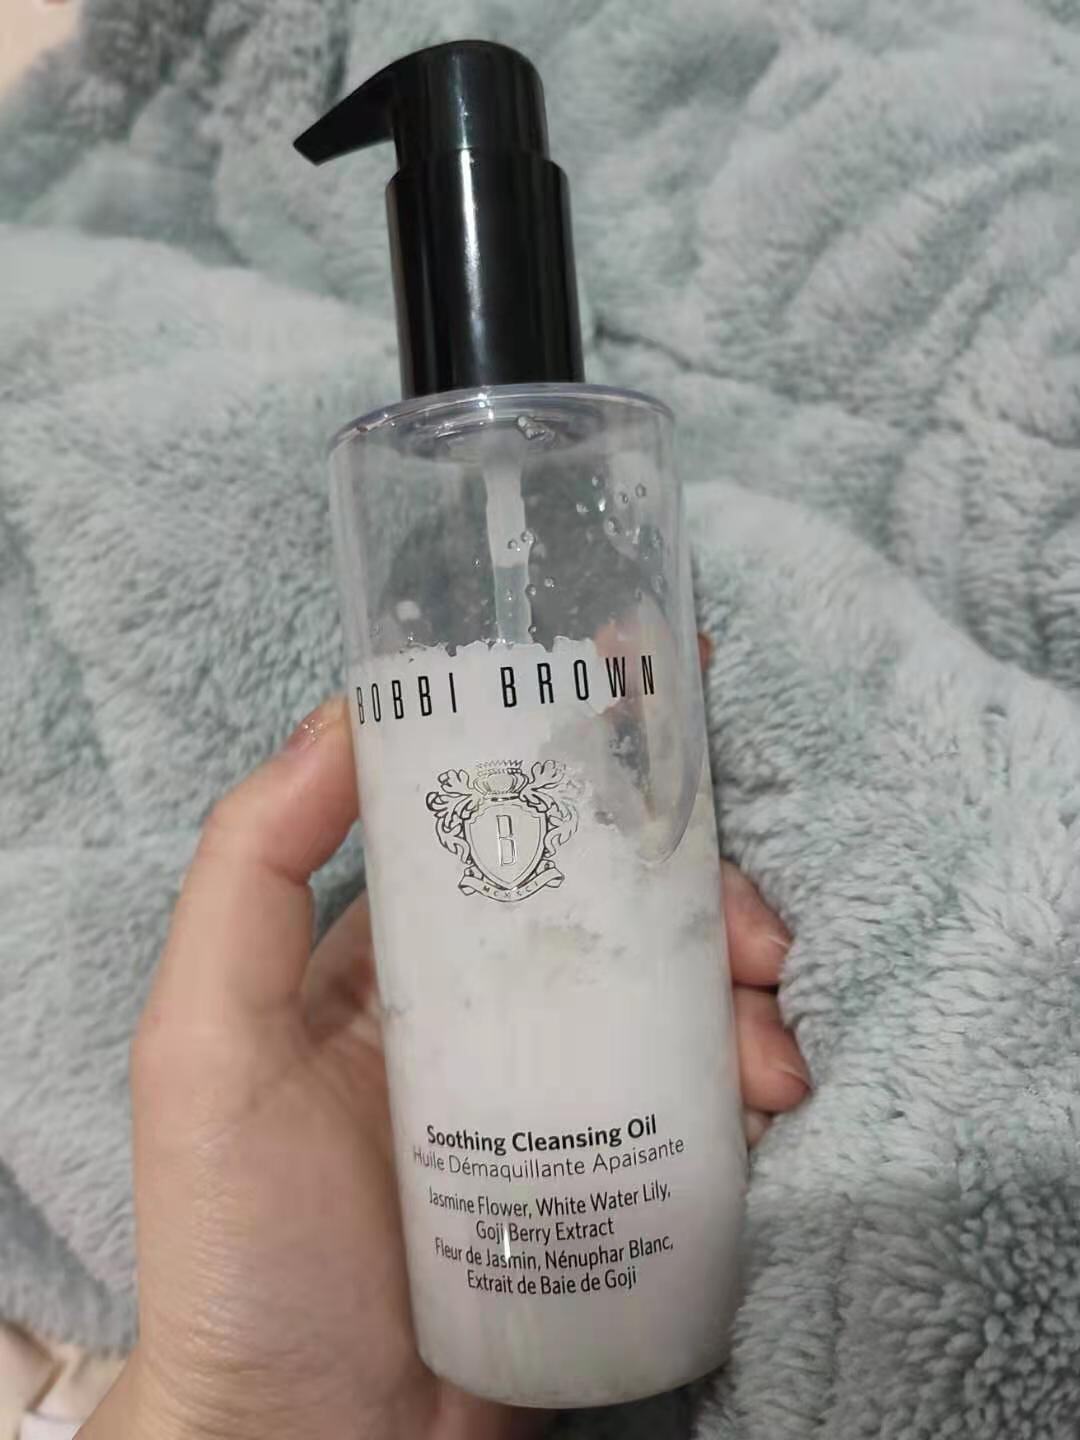 BOBBI BROWN
B
MCMXCI
Soothing Cleansing Oil
Huile Démaquillante Apaisante
Jasmine Flower, White Water Lily,
Goji Berry Extract
Fleur de Jasmin, Nénuphar Blanc,
Extrait de Baie de Goji